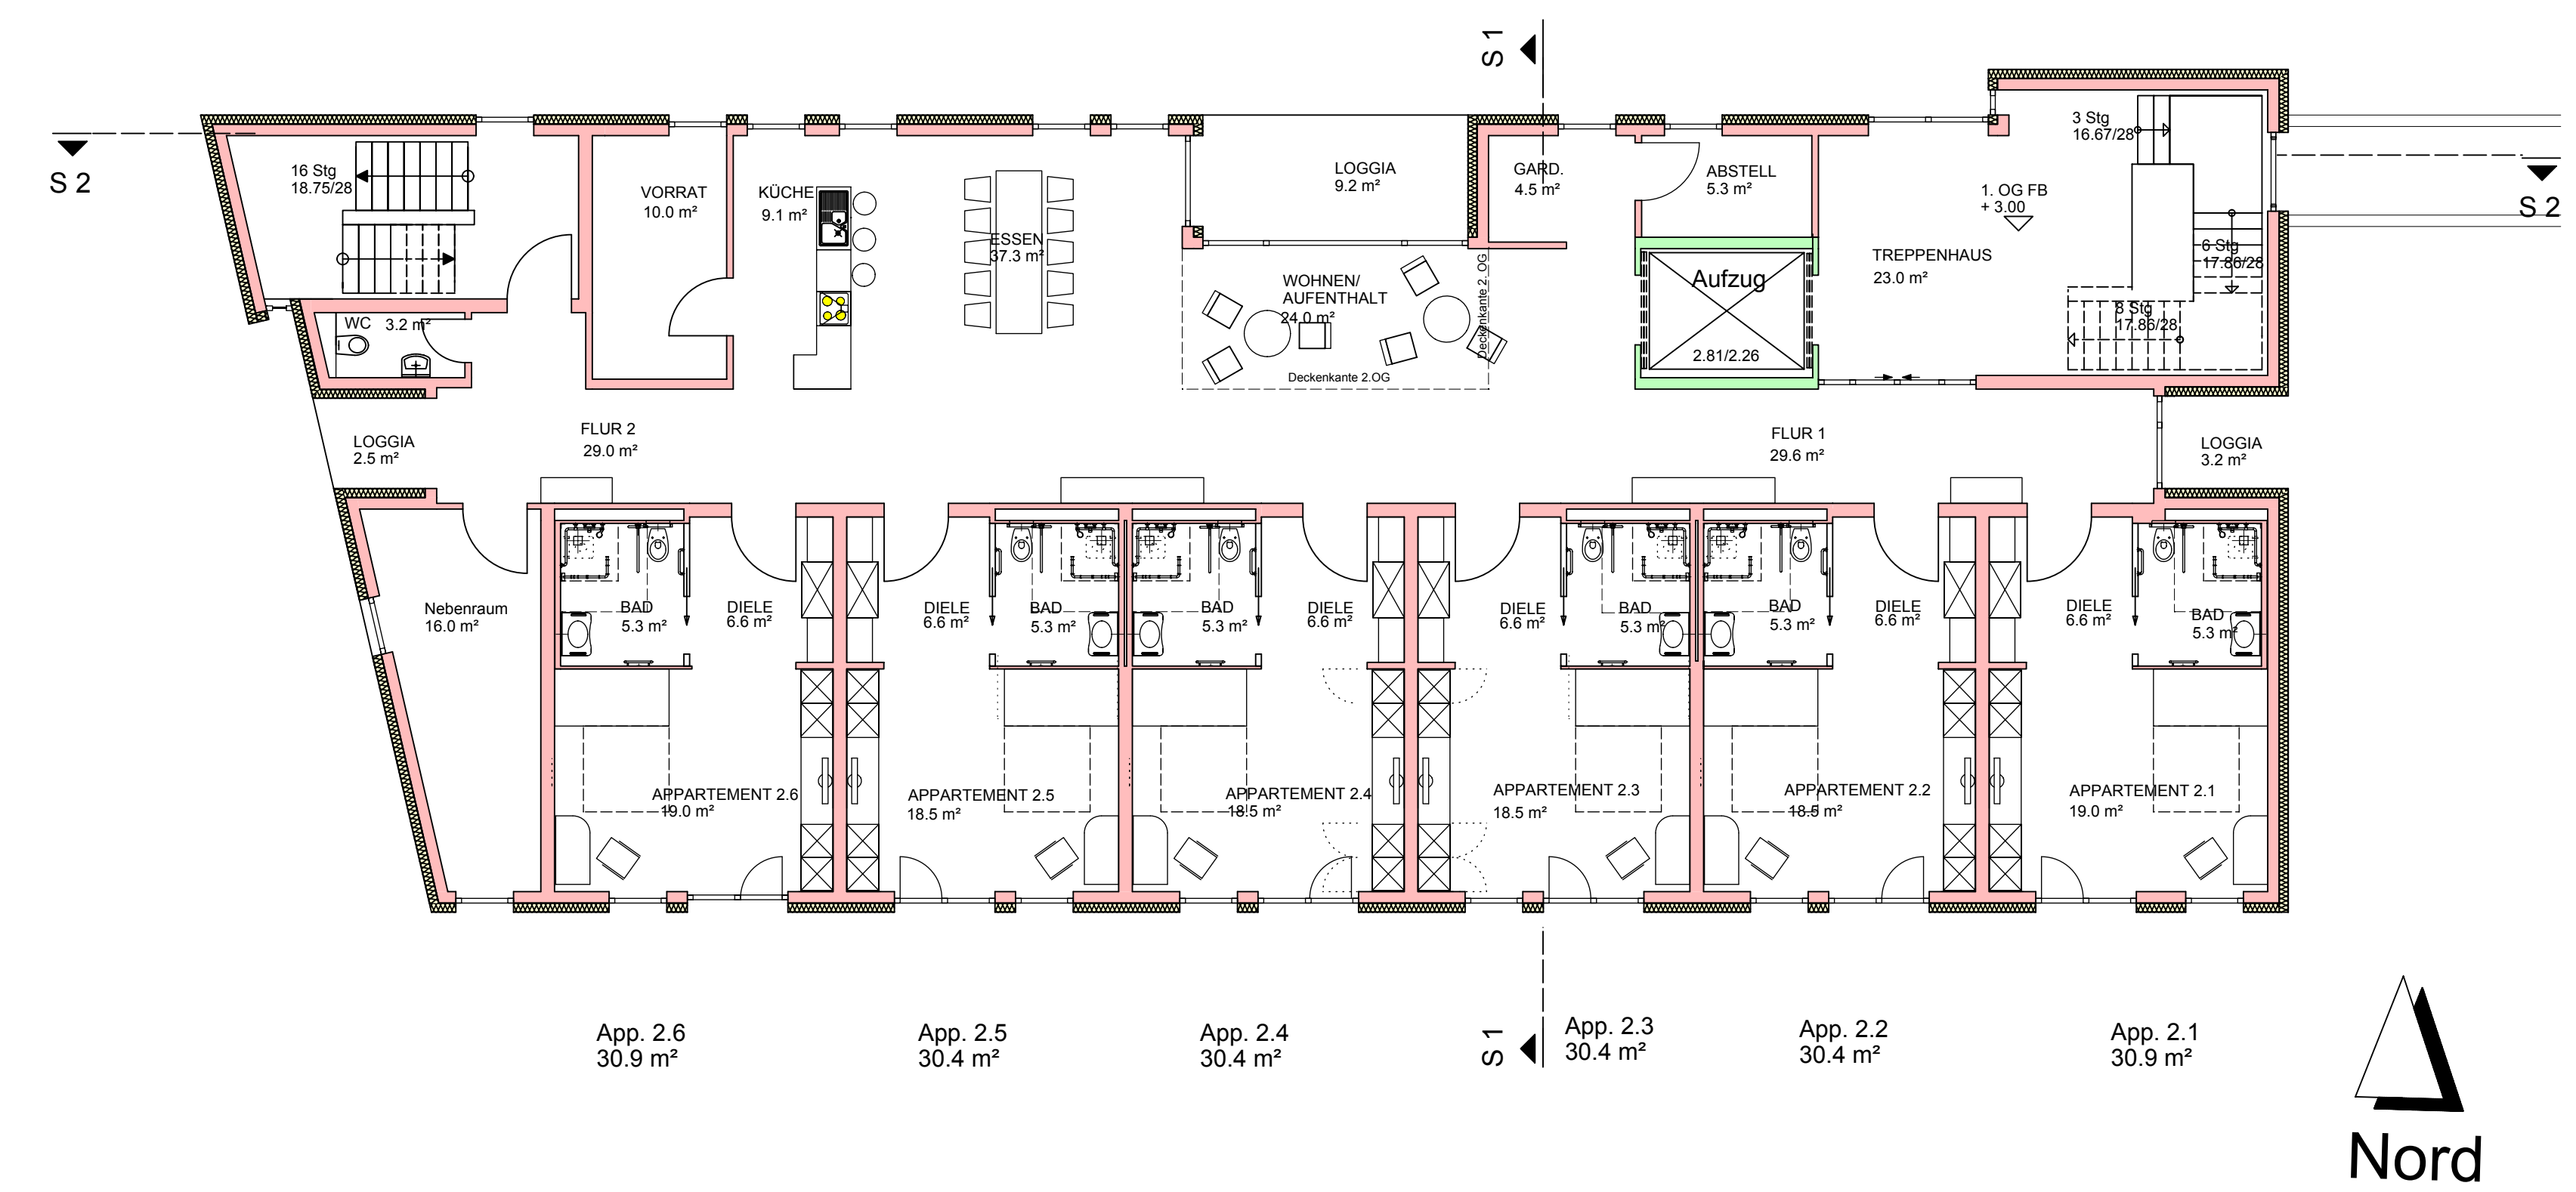 S 1
S 2
16 Stg
18.75/28
VORRAT
10.0 m²
KÜCHE
9.1 m²
ESSEN
37.3 m²
LOGGIA
9.2 m²
GARD.
4.5 m²
ABSTELL
5.3 m²
1. OG FB
+ 3.00
3 Stg
16.67/28
S 2
TREPPENHAUS
23.0 m²
6 Stg
17.86/28
8 Stg
17.86/28
WOHNEN/
AUFENTHALT
24.0 m²
Deckenkante 2. OG
Deckenkante 2.OG
Aufzug
2.81/2.26
WC 3.2 m²
LOGGIA
2.5 m²
FLUR 2
29.0 m²
FLUR 1
29.6 m²
LOGGIA
3.2 m²
Nebenraum
16.0 m²
BAD
5.3 m²
DIELE
6.6 m²
DIELE
6.6 m²
BAD
5.3 m²
BAD
5.3 m²
DIELE
6.6 m²
DIELE
6.6 m²
BAD
5.3 m²
BAD
5.3 m²
DIELE
6.6 m²
DIELE
6.6 m²
BAD
5.3 m²
APPARTEMENT 2.6
19.0 m²
APPARTEMENT 2.5
18.5 m²
APPARTEMENT 2.4
18.5 m²
APPARTEMENT 2.3
18.5 m²
APPARTEMENT 2.2
18.5 m²
APPARTEMENT 2.1
19.0 m²
App. 2.6
30.9 m²
App. 2.5
30.4 m²
App. 2.4
30.4 m²
S 1
App. 2.3
30.4 m²
App. 2.2
30.4 m²
App. 2.1
30.9 m²
Nord